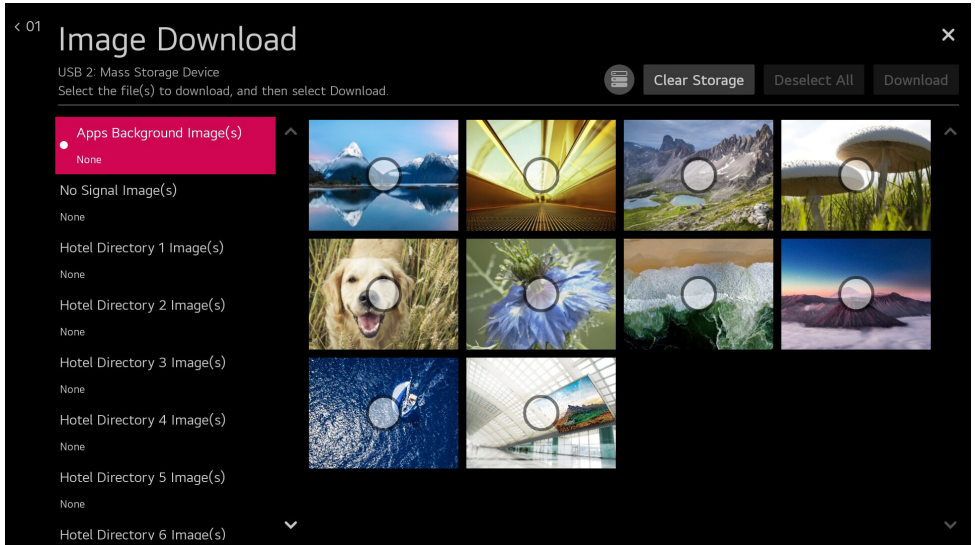 < 01
Image Download
USB 2: Mass Storage Device
Select the file(s) to download, and then select Download.
Clear Storage
Deselect All
Download
Apps Background Image(s)
None
No Signal Image(s)
None
Hotel Directory 1 Image(s)
None
Hotel Directory 2 Image(s)
None
Hotel Directory 3 Image(s)
None
Hotel Directory 4 Image(s)
None
Hotel Directory 5 Image(s)
None
Hotel Directory 6 Image(s)